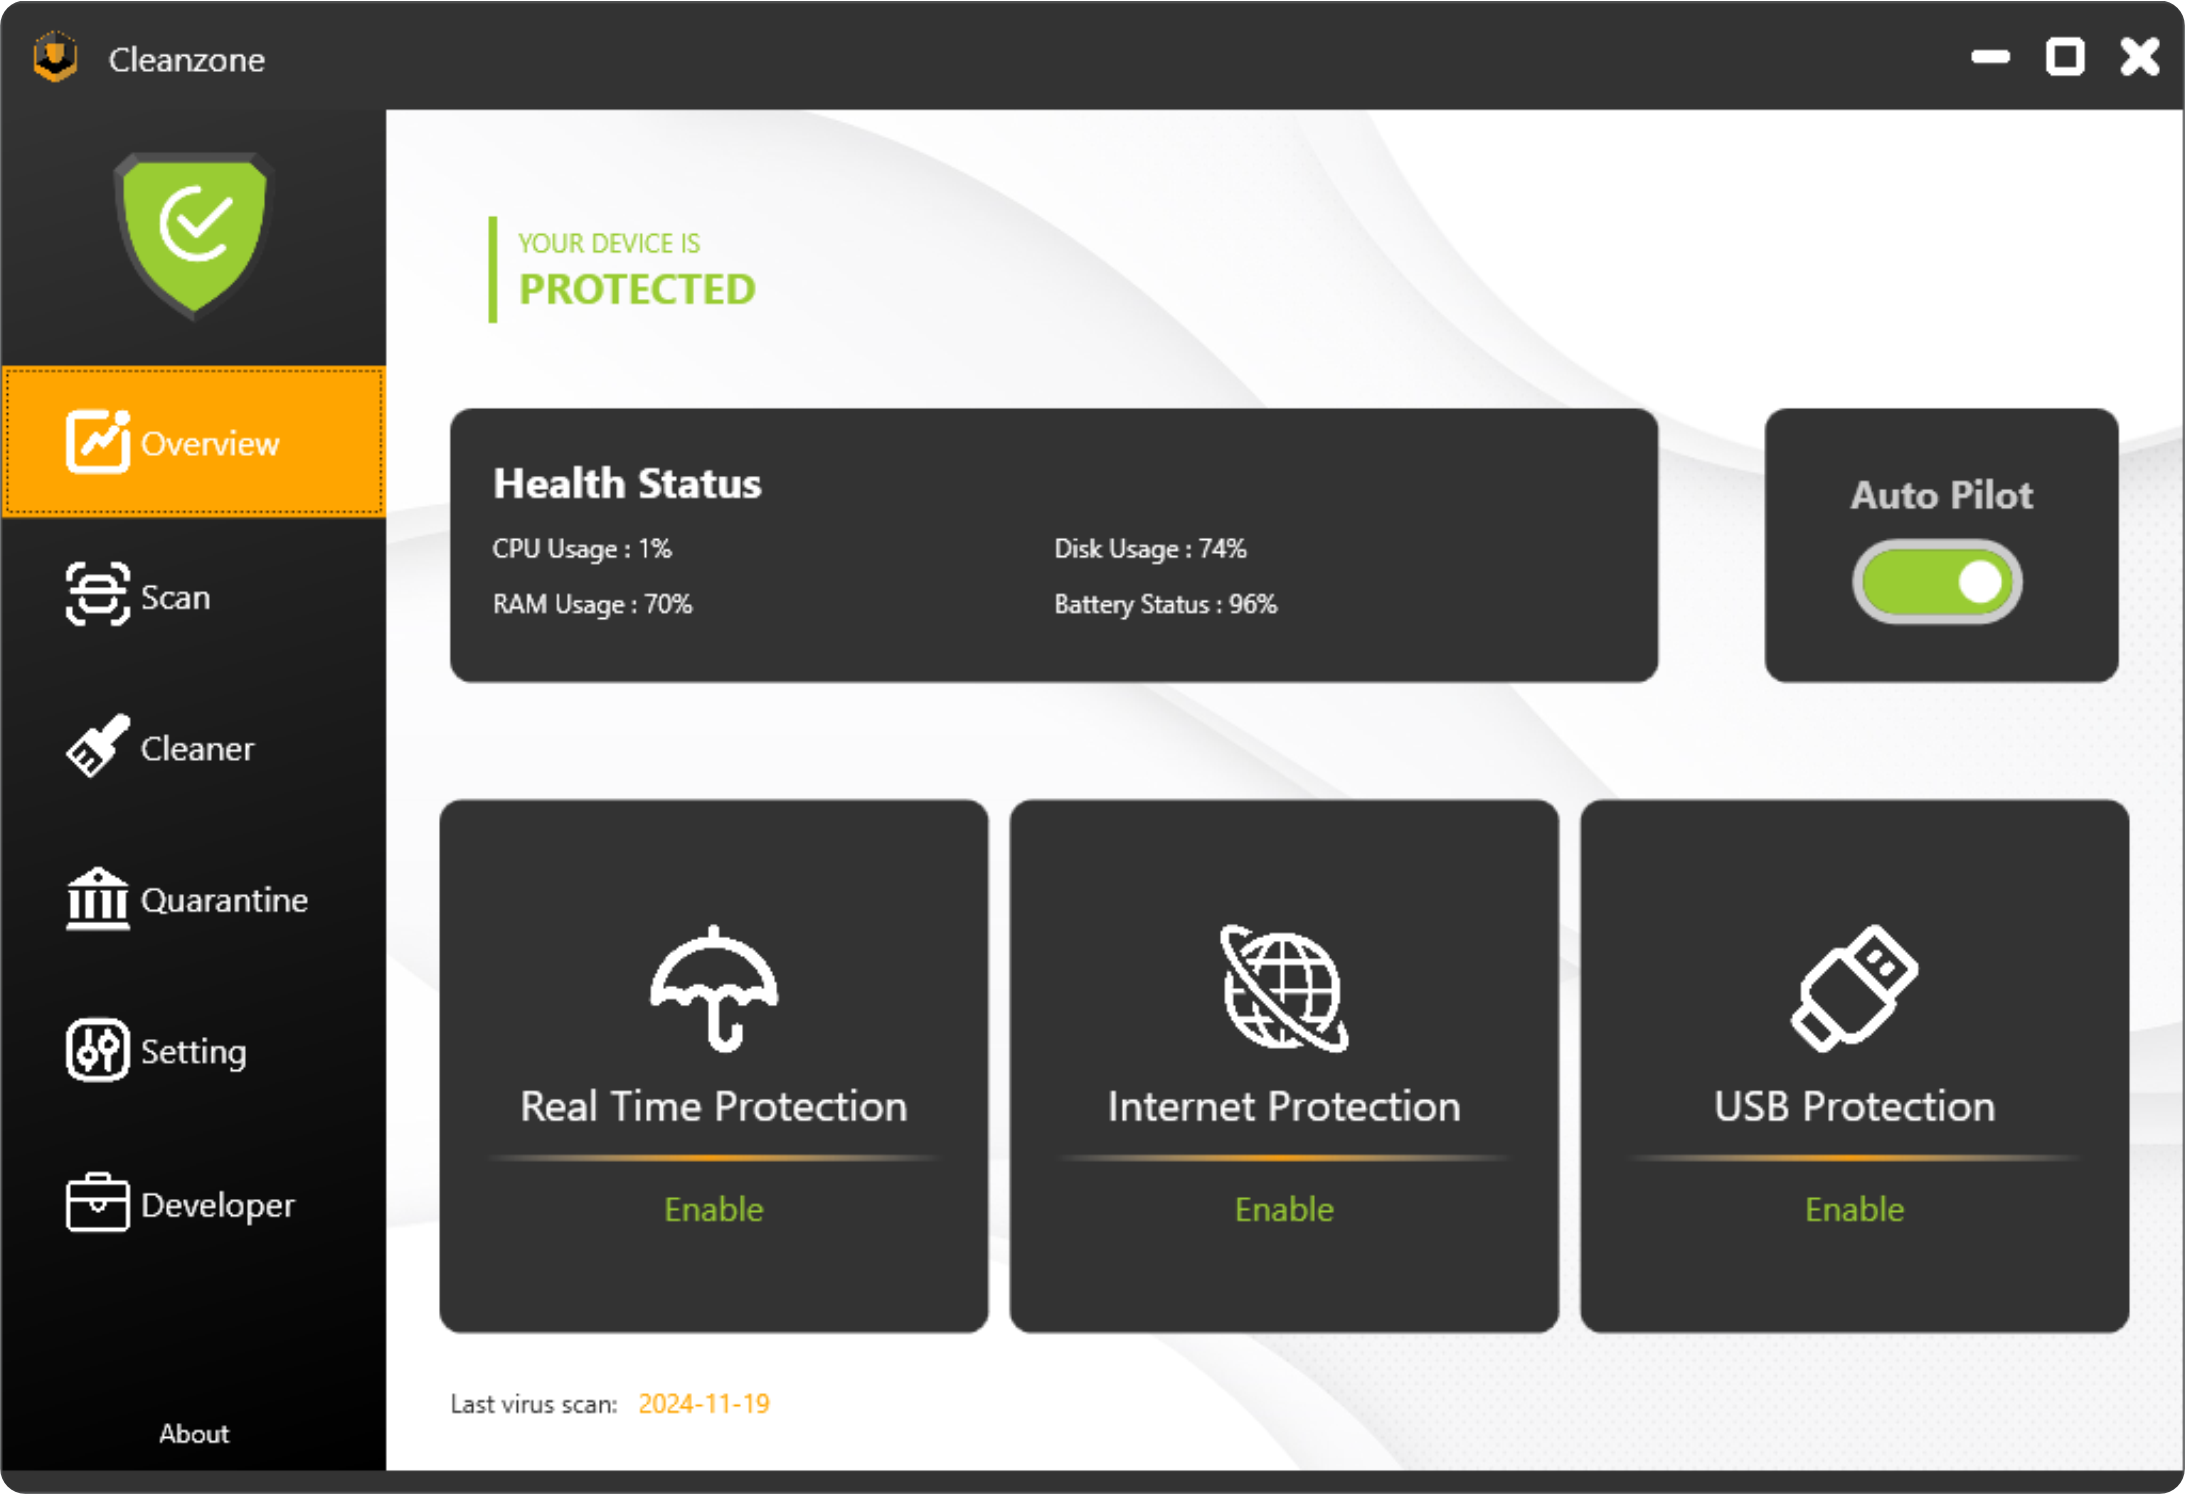 Cleanzone
YOUR DEVICE IS
PROTECTED
Overview
Scan
Cleaner
Quarantine
Setting
Developer
About
Health Status
CPU Usage : 1%
Disk Usage : 74%
RAM Usage : 70%
Battery Status : 96%
Auto Pilot
Real Time Protection
Enable
Internet Protection
Enable
USB Protection
Enable
Last virus scan: 2024-11-19